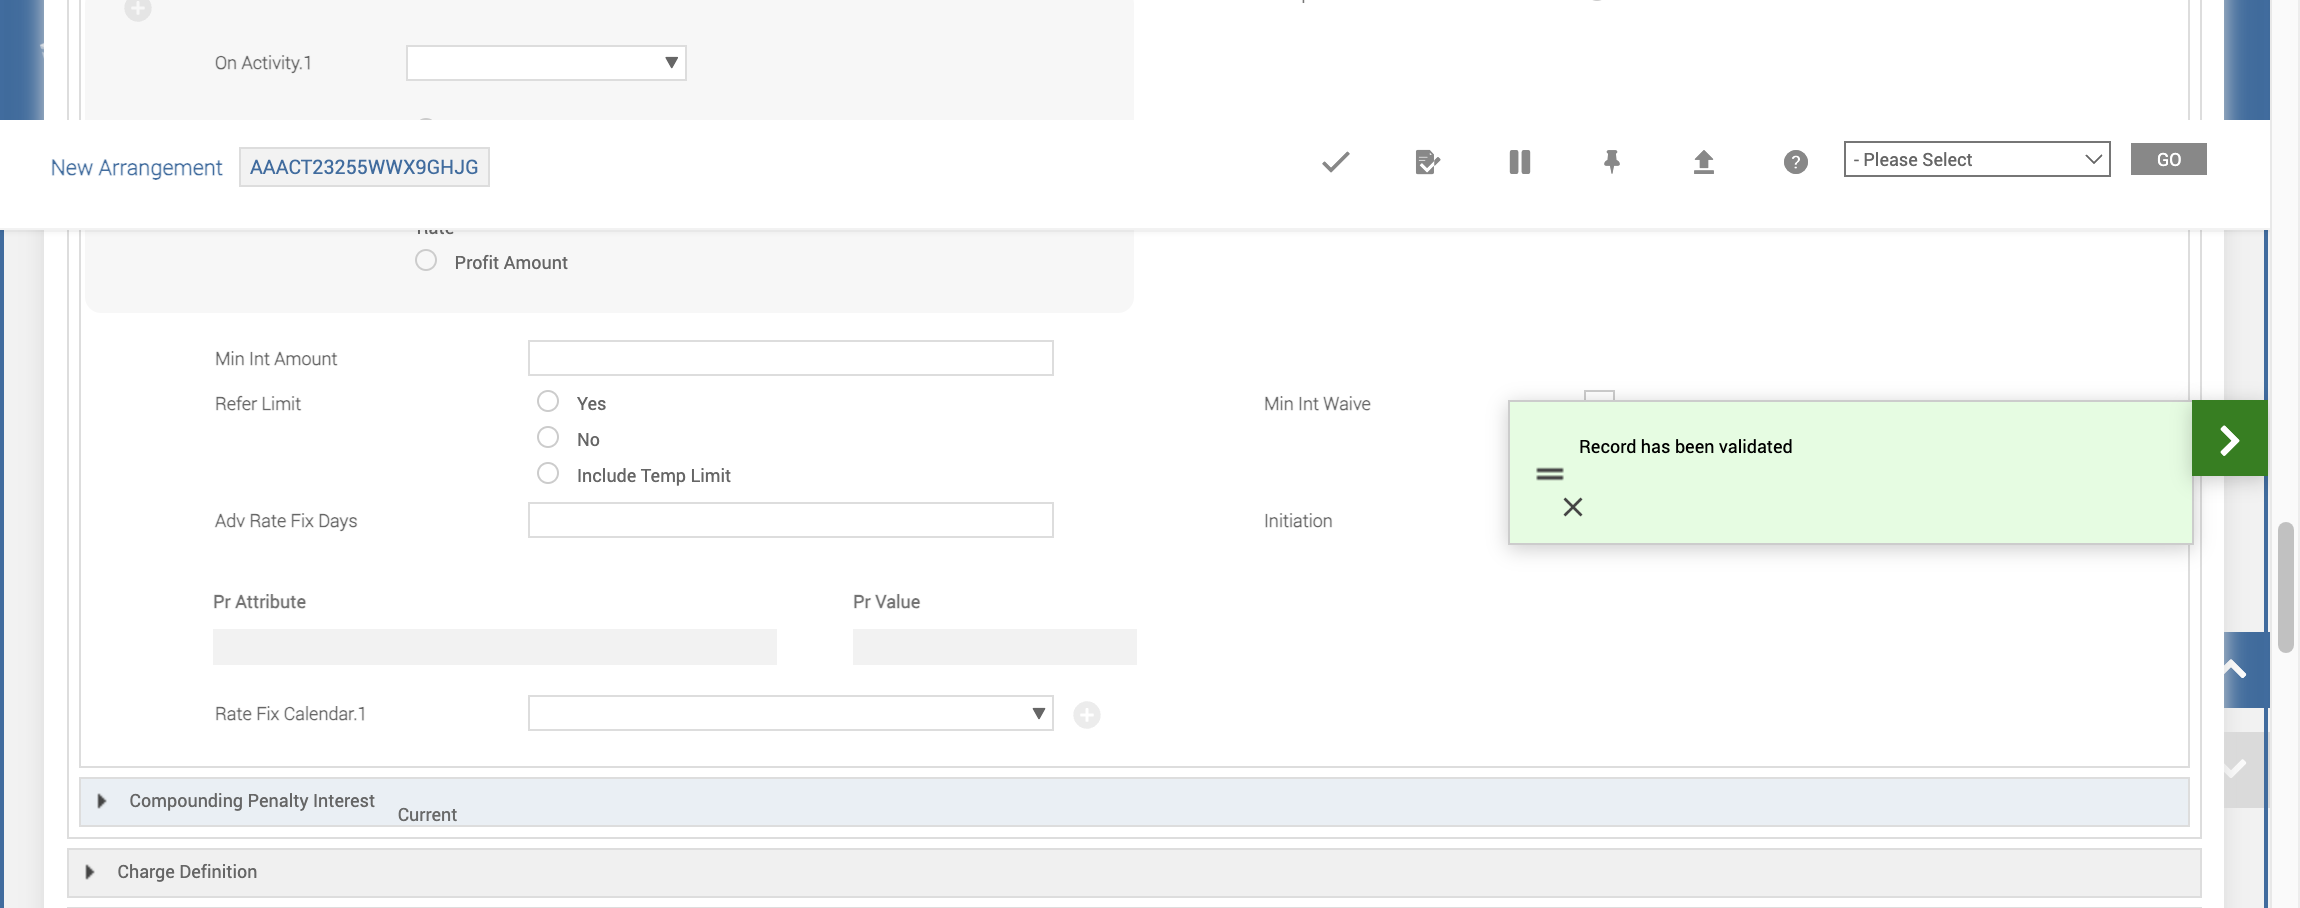 On Activity.1
New Arrangement AAACT23255WWX9GHJG
- Please Select GO
Profit Amount
Min Int Amount
Refer Limit Yes Min Int Waive
No
Include Temp Limit
Record has been validated
Adv Rate Fix Days Initiation
Pr Attribute Pr Value
Rate Fix Calendar.1
Compounding Penalty Interest
Current
Charge Definition